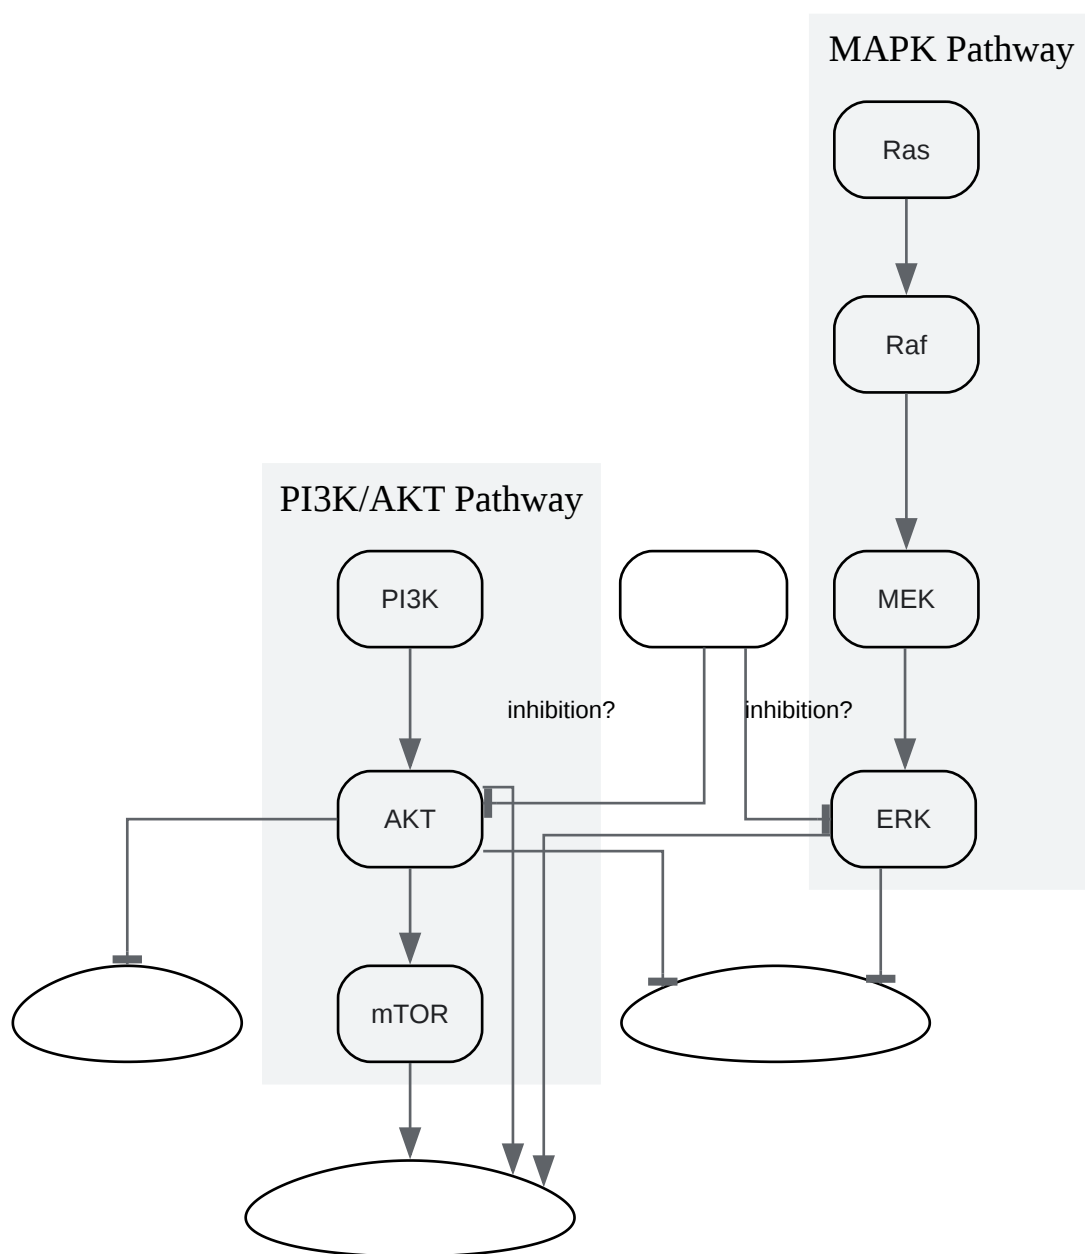 MAPK Pathway
Ras
Raf
PI3K/AKT Pathway
PI3K
MEK
inhibition?
inhibition?
AKT
ERK
mTOR